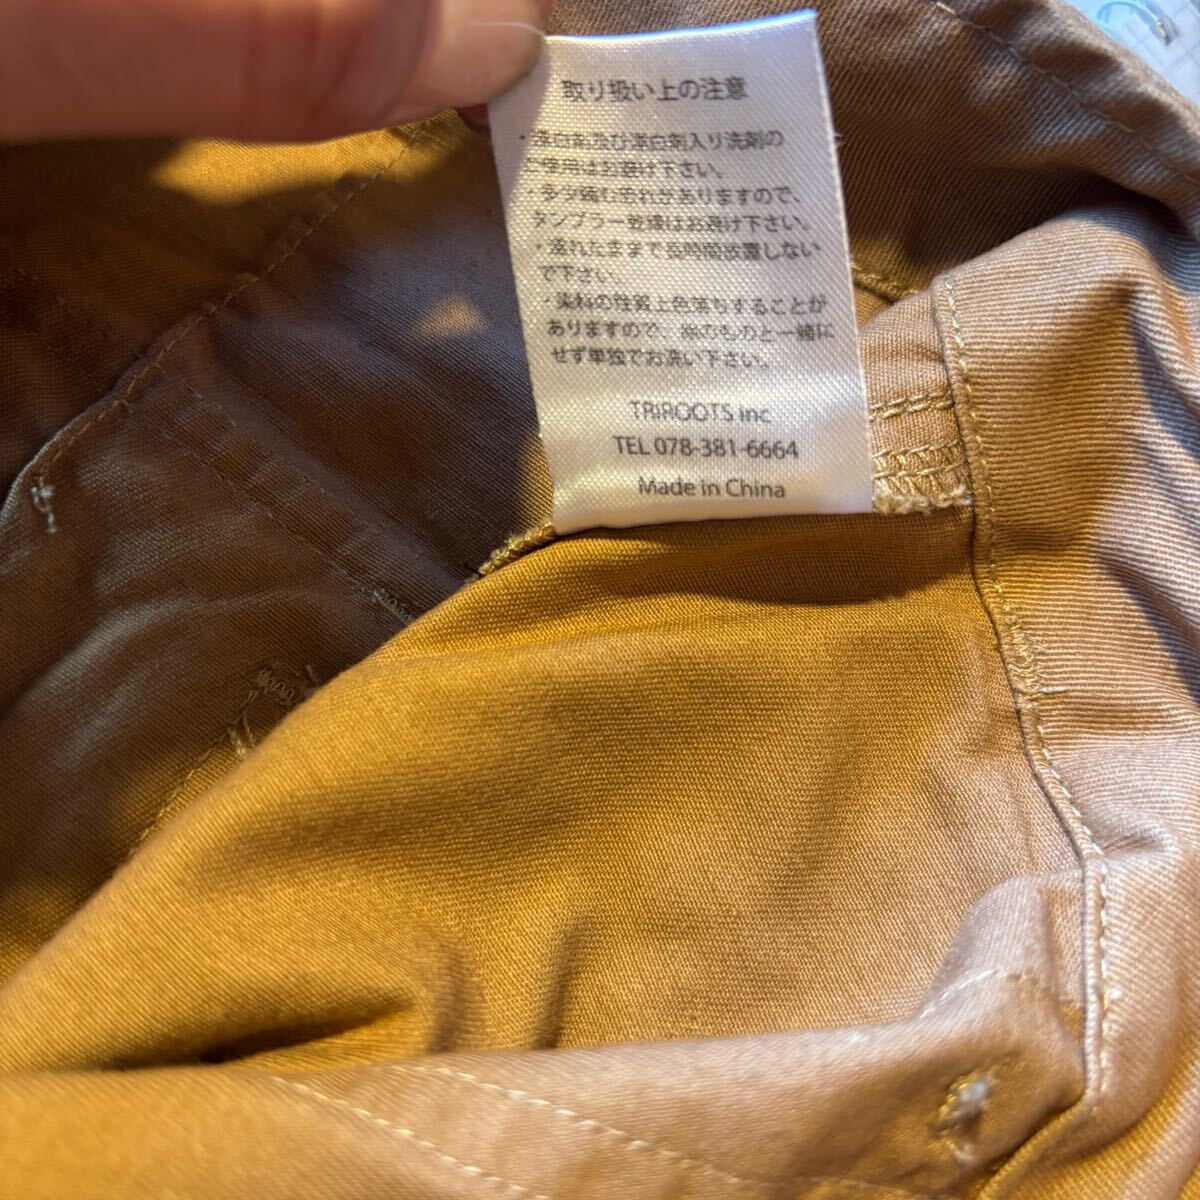 取り扱い上の注意
・漂白剤及び漂白剤入り洗剤の
ご使用はお避け下さい。
・多少縮む恐れがありますので、
タンブラー乾燥はお避け下さい。
・濡れたままで長時間放置しない
で下さい。
・染料の性質上色落ちすることが
ありますので、他のものと一緒に
せず単独でお洗い下さい。
TRIROOTS inc
TEL 078-381-6664
Made in China